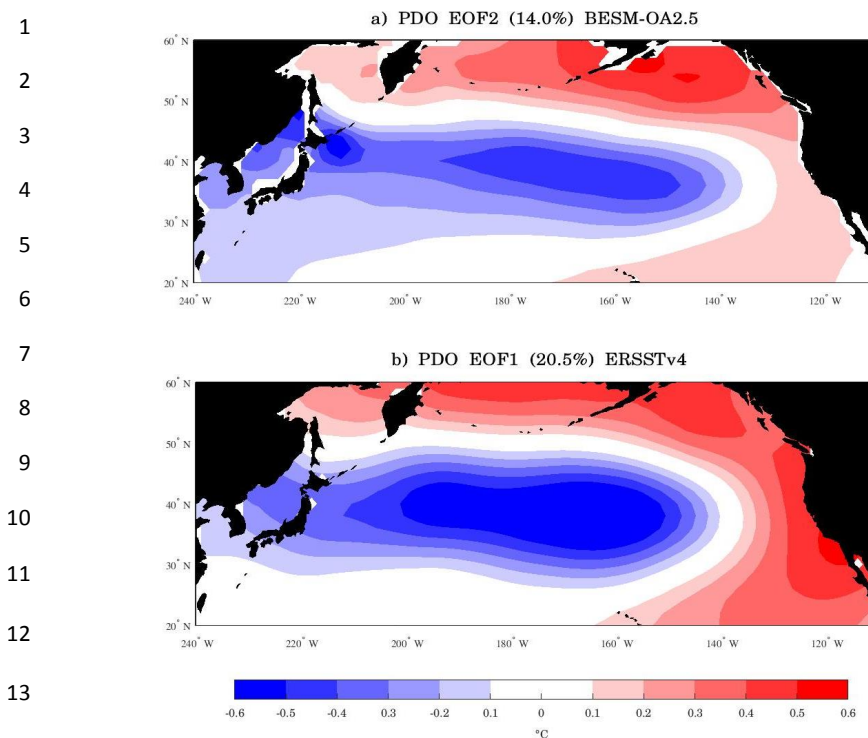 1
a) PDO EOF2 (14.0%) BESM-OA2.5
60° N
2
50° N
3
40° N
4
30° N
5
20° N
240° W 220° W 200° W 180° W 160° W 140° W 120° W
6
7
b) PDO EOF1 (20.5%) ERSSTv4
60° N
8
50° N
9
40° N
10
30° N
11
12
20° N
240° W 220° W 200° W 180° W 160° W 140° W 120° W
13
-0.6 -0.5 -0.4 -0.3 -0.2 0.1 0 0.1 0.2 0.3 0.4 0.5 0.6
°C